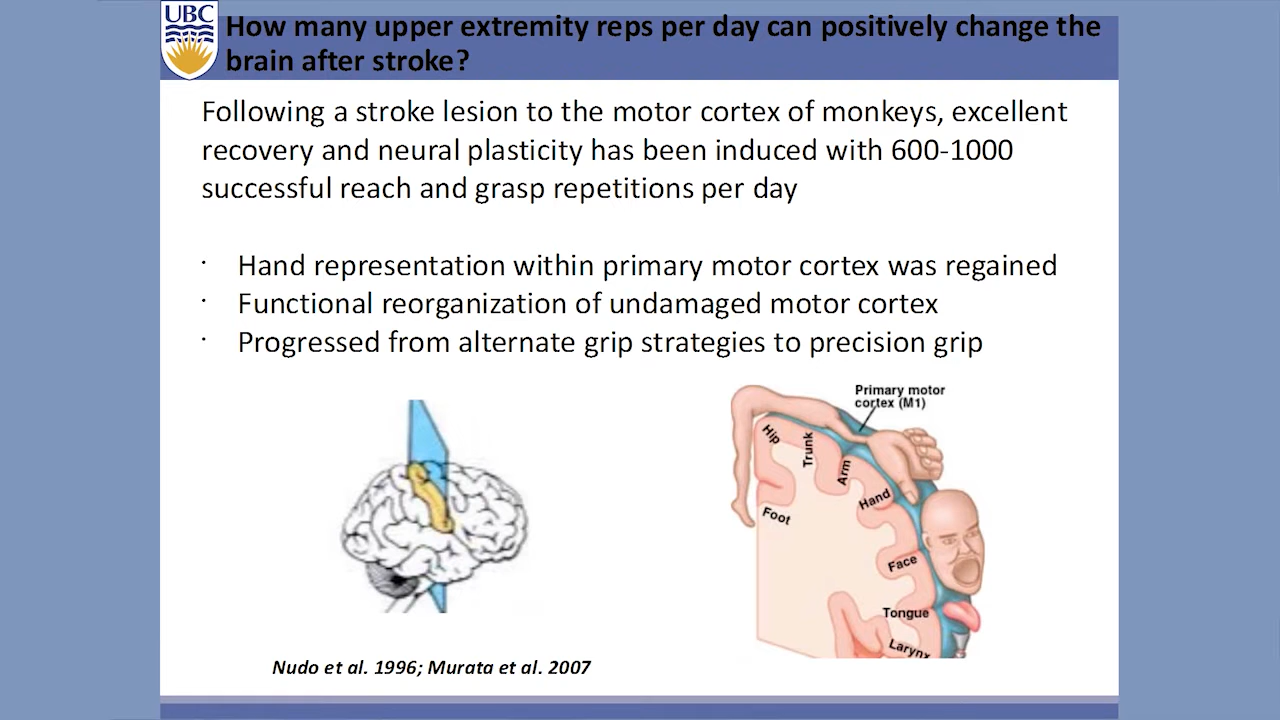 UBC
How many upper extremity reps per day can positively change the
brain after stroke?
Following a stroke lesion to the motor cortex of monkeys, excellent
recovery and neural plasticity has been induced with 600-1000
successful reach and grasp repetitions per day
· Hand representation within primary motor cortex was regained
· Functional reorganization of undamaged motor cortex
· Progressed from alternate grip strategies to precision grip
Primary motor
cortex (M1)
Hip
Trunk
Arm
Hand
Foot
Face
Tongue
Larynx
Nudo et al. 1996; Murata et al. 2007